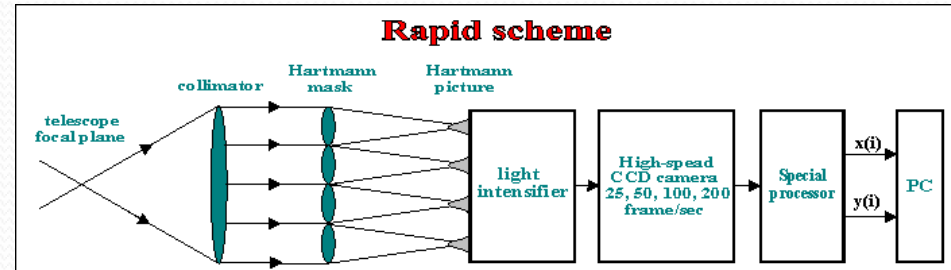 Rapid scheme
telescope
focal plane
collimator
Hartmann
mask
Hartmann
picture
light
intensifier
High-spead
CCD camera
25, 50, 100, 200
frame/sec
Special
processor
x(i)
y(i)
PC